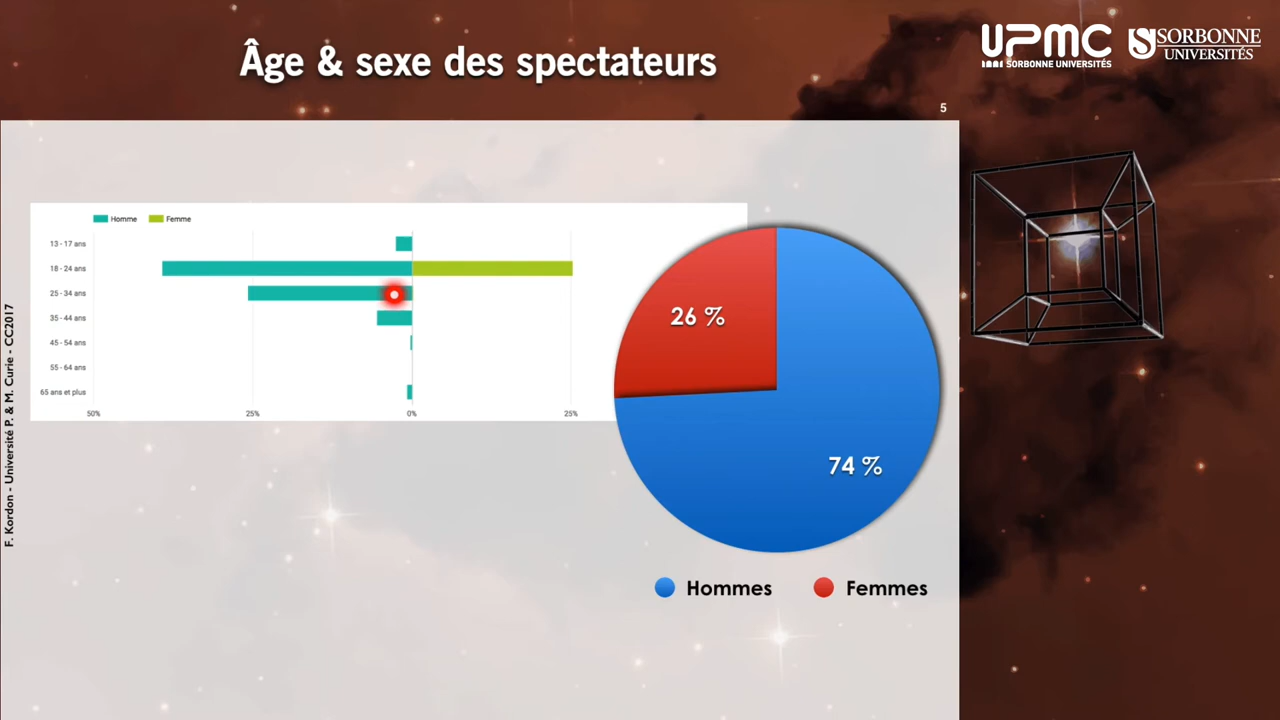 Âge & sexe des spectateurs
UPMC
SORBONNE UNIVERSITÉS
SORBONNE
UNIVERSITÉS
5
Homme Femme
13 - 17 ans
18 - 24 ans
25 - 34 ans
35 - 44 ans
45 - 54 ans
55 - 64 ans
65 ans et plus
50% 25% 0% 25%
26 %
74 %
Hommes Femmes
F. Kordon - Université P. & M. Curie - CC2017